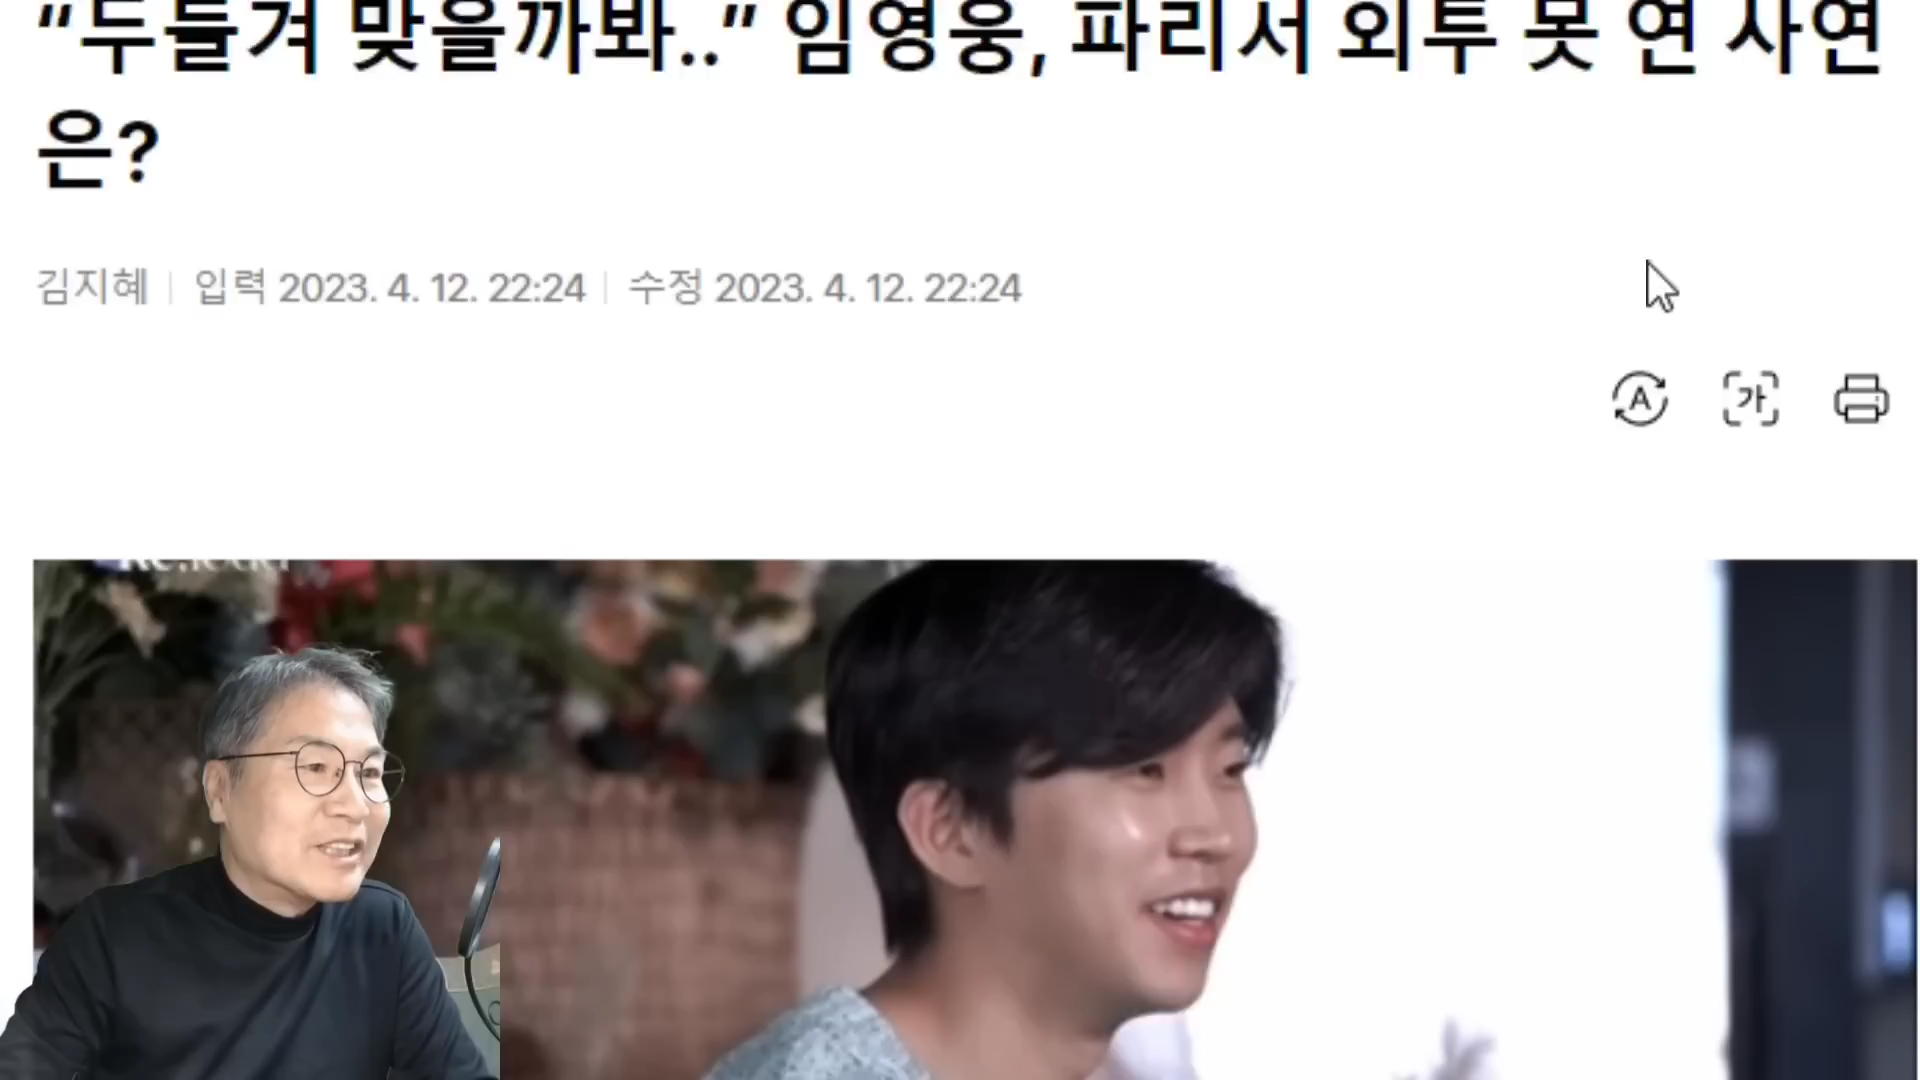 “두들겨 맞을까봐..” 임영웅, 파리서 외투 못 연 사연
은?
김지혜 | 입력 2023. 4. 12. 22:24 | 수정 2023. 4. 12. 22:24
A 가